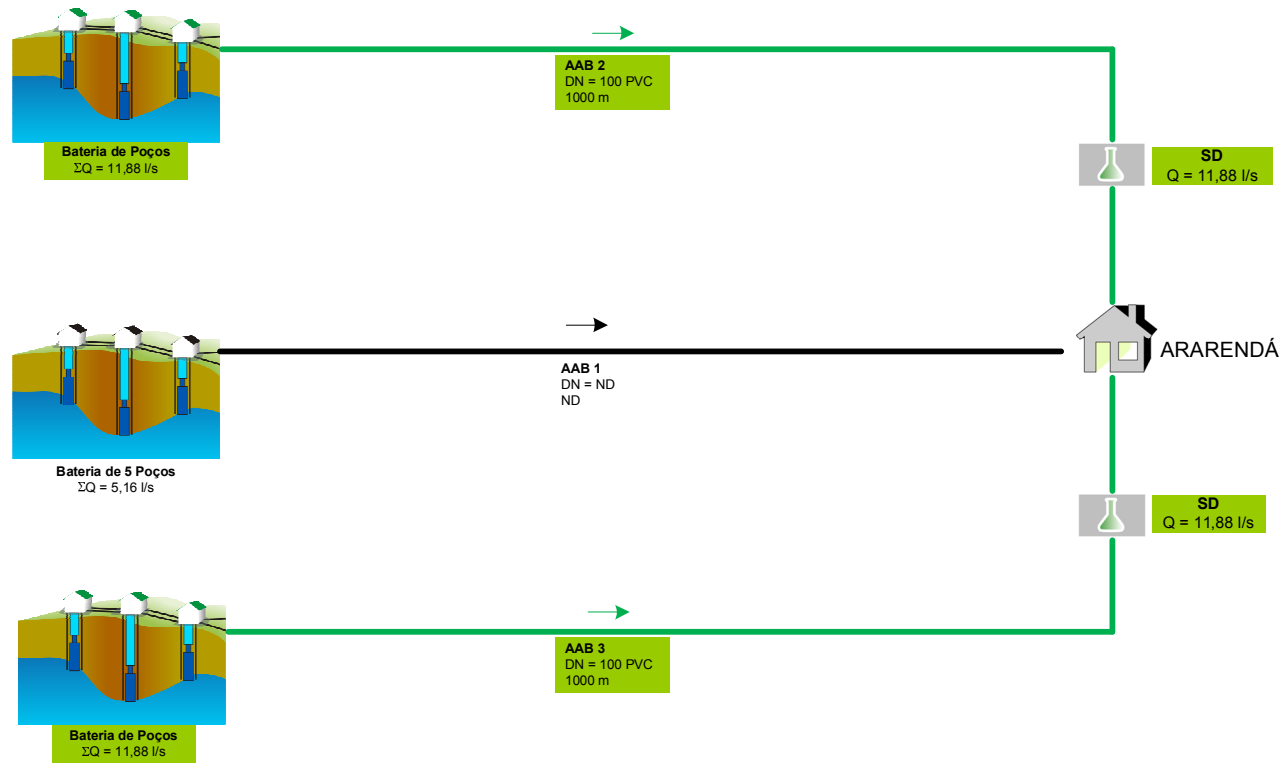 AAB 2
DN = 100 PVC
1000 m
Bateria de Poços
ΣQ = 11,88 l/s
SD
Q = 11,88 l/s
ARARENDÁ
AAB 1
DN = ND
ND
Bateria de 5 Poços
ΣQ = 5,16 l/s
SD
Q = 11,88 l/s
AAB 3
DN = 100 PVC
1000 m
Bateria de Poços
ΣQ = 11,88 l/s